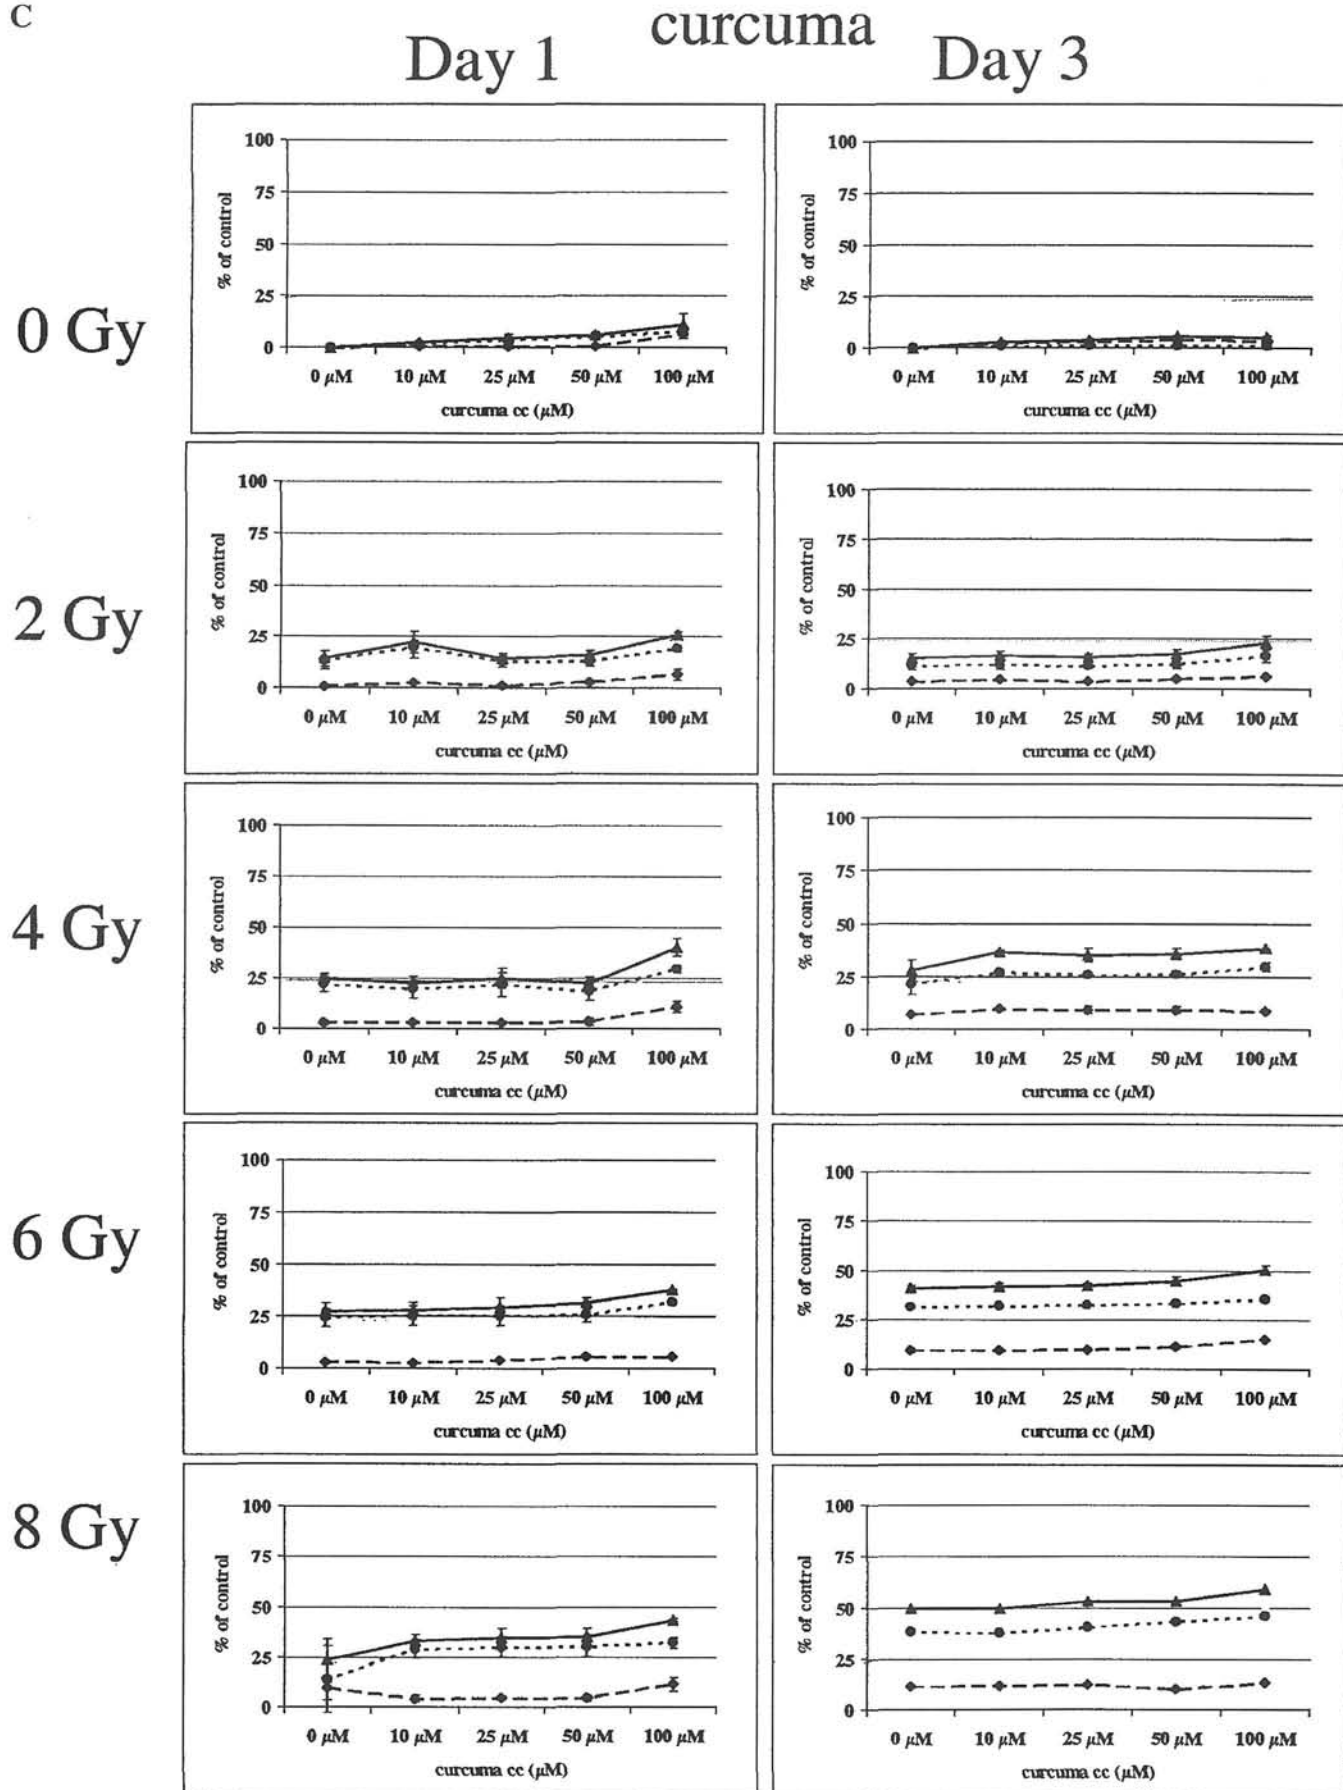 C
curcuma
Day 1 Day 3
0 Gy
% of control
100
75
50
25
0
0 μM 10 μM 25 μM 50 μM 100 μM
curcuma cc (μM)
% of control
100
75
50
25
0
0 μM 10 μM 25 μM 50 μM 100 μM
curcuma cc (μM)
2 Gy
% of control
100
75
50
25
0
0 μM 10 μM 25 μM 50 μM 100 μM
curcuma cc (μM)
% of control
100
75
50
25
0
0 μM 10 μM 25 μM 50 μM 100 μM
curcuma cc (μM)
4 Gy
% of control
100
75
50
25
0
0 μM 10 μM 25 μM 50 μM 100 μM
curcuma cc (μM)
% of control
100
75
50
25
0
0 μM 10 μM 25 μM 50 μM 100 μM
curcuma cc (μM)
6 Gy
% of control
100
75
50
25
0
0 μM 10 μM 25 μM 50 μM 100 μM
curcuma cc (μM)
% of control
100
75
50
25
0
0 μM 10 μM 25 μM 50 μM 100 μM
curcuma cc (μM)
8 Gy
% of control
100
75
50
25
0
0 μM 10 μM 25 μM 50 μM 100 μM
curcuma cc (μM)
% of control
100
75
50
25
0
0 μM 10 μM 25 μM 50 μM 100 μM
curcuma cc (μM)